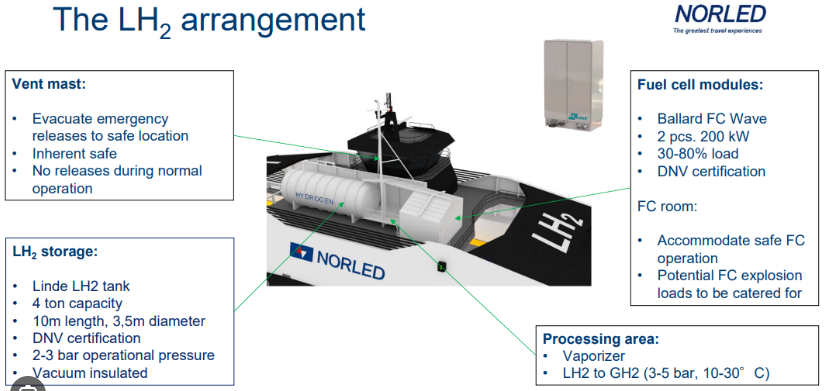 The LH₂ arrangement
NORLED
The greatest travel experiences
Vent mast:
• Evacuate emergency
releases to safe location
• Inherent safe
• No releases during normal
operation
LH₂ storage:
• Linde LH2 tank
• 4 ton capacity
• 10m length, 3,5m diameter
• DNV certification
• 2-3 bar operational pressure
• Vacuum insulated
HYDROGEN
NORLED
LH₂
Fuel cell modules:
• Ballard FC Wave
• 2 pcs. 200 kW
• 30-80% load
• DNV certification
FC room:
• Accommodate safe FC
operation
• Potential FC explosion
loads to be catered for
Processing area:
• Vaporizer
• LH2 to GH2 (3-5 bar, 10-30° C)